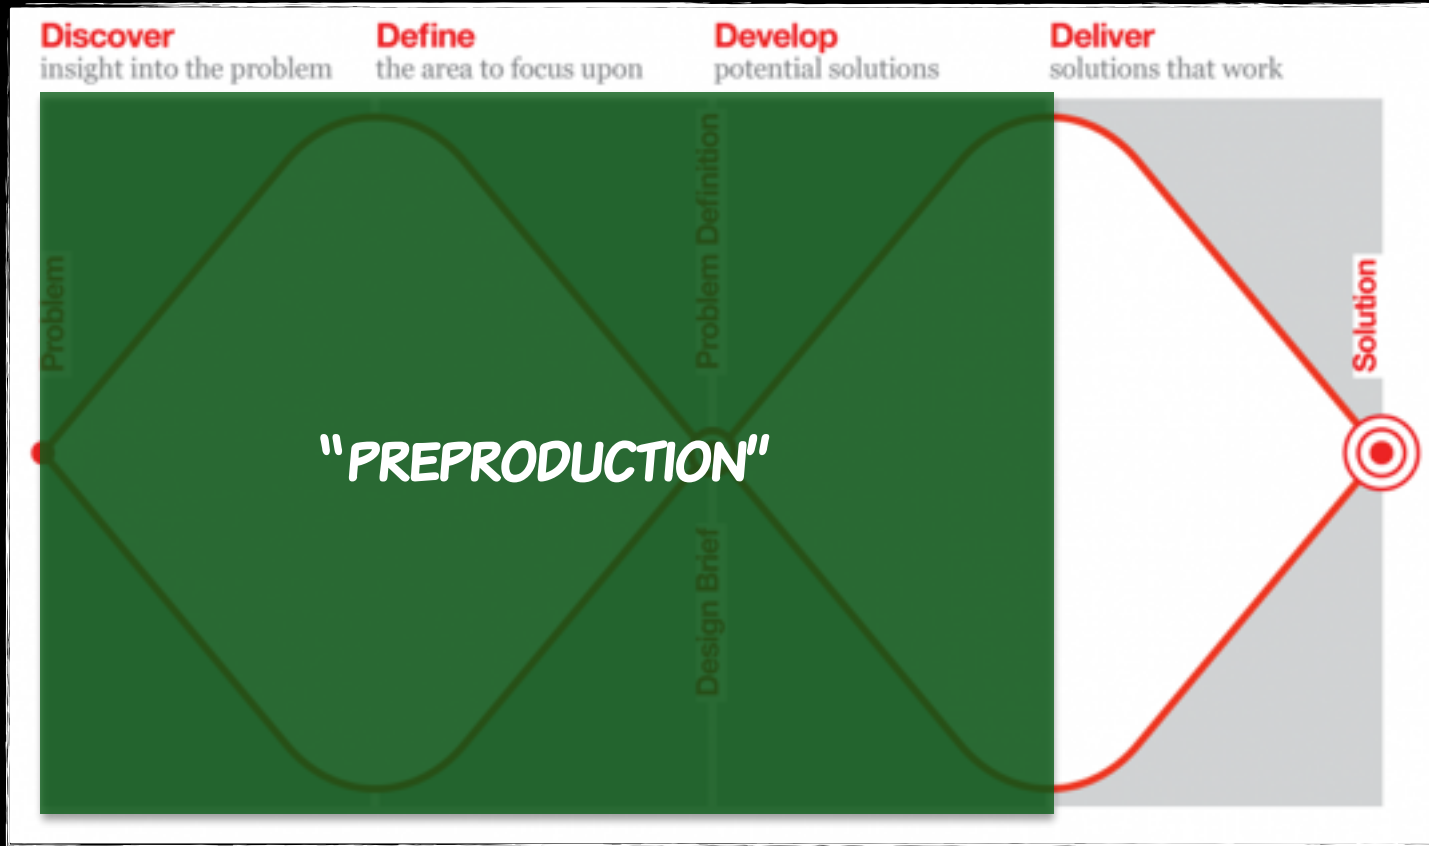 Discover
insight into the problem
Define
the area to focus upon
Develop
potential solutions
Deliver
solutions that work
Problem
Problem Definition
Design Brief
Solution
“PREPRODUCTION”